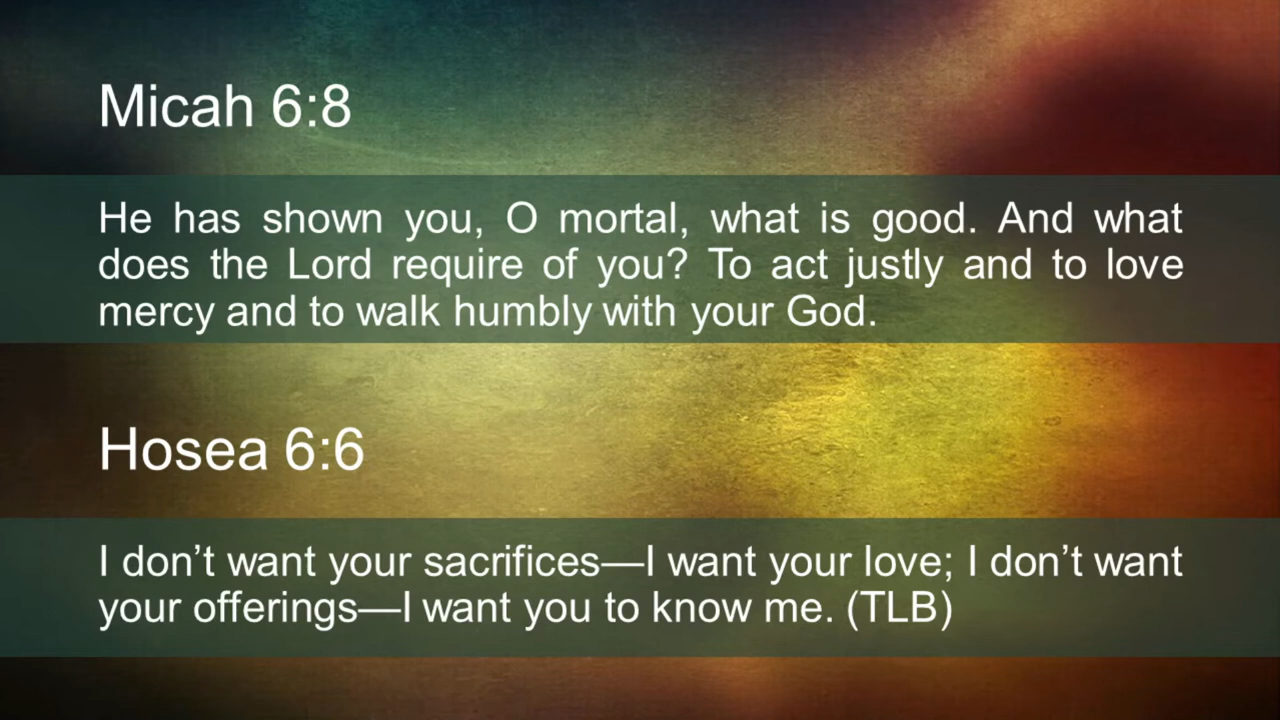 Micah 6:8
He has shown you, O mortal, what is good. And what
does the Lord require of you? To act justly and to love
mercy and to walk humbly with your God.
Hosea 6:6
I don’t want your sacrifices—I want your love; I don’t want
your offerings—I want you to know me. (TLB)